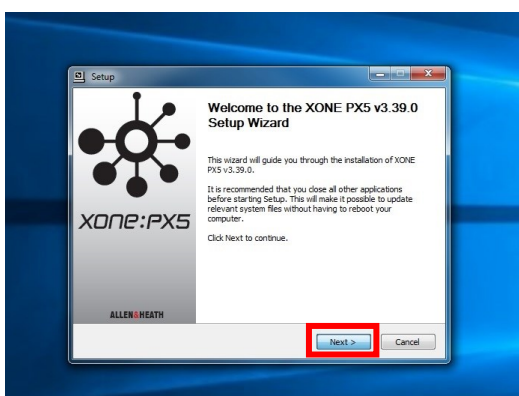 Setup
Welcome to the XONE PX5 v3.39.0
Setup Wizard
This wizard will guide you through the installation of XONE
PX5 v3.39.0.
It is recommended that you close all other applications
before starting Setup. This will make it possible to update
relevant system files without having to reboot your
computer.
Click Next to continue.
XONE:PX5
ALLEN&HEATH
Next >
Cancel